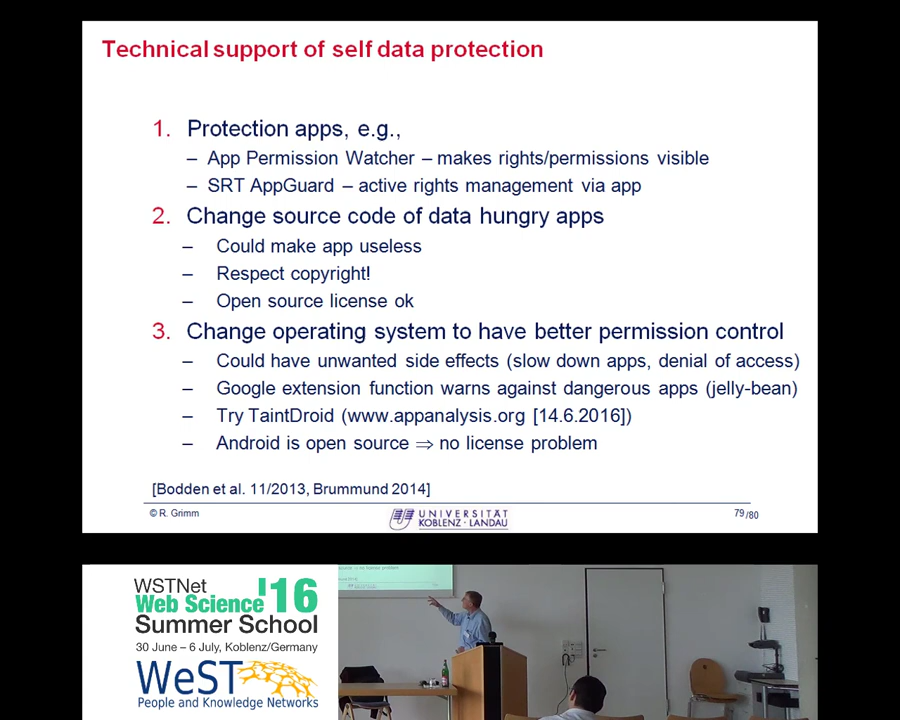 Technical support of self data protection
1. Protection apps, e.g.,
– App Permission Watcher – makes rights/permissions visible
– SRT AppGuard – active rights management via app
2. Change source code of data hungry apps
– Could make app useless
– Respect copyright!
– Open source license ok
3. Change operating system to have better permission control
– Could have unwanted side effects (slow down apps, denial of access)
– Google extension function warns against dangerous apps (jelly-bean)
– Try TaintDroid (www.appanalysis.org [14.6.2016])
– Android is open source ⇒ no license problem
[Bodden et al. 11/2013, Brummund 2014]
© R. Grimm
UNIVERSITÄT
KOBLENZ · LANDAU
79/80
WSTNet
Web Science '16
Summer School
30 June – 6 July, Koblenz/Germany
WeST
People and Knowledge Networks